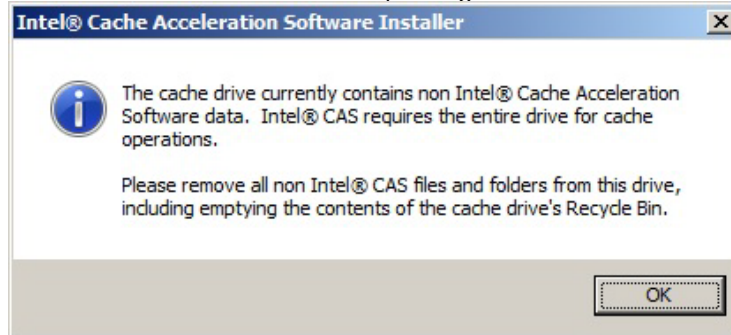 Intel® Cache Acceleration Software Installer
The cache drive currently contains non Intel® Cache Acceleration
Software data. Intel® CAS requires the entire drive for cache
operations.
Please remove all non Intel® CAS files and folders from this drive,
including emptying the contents of the cache drive's Recycle Bin.
OK